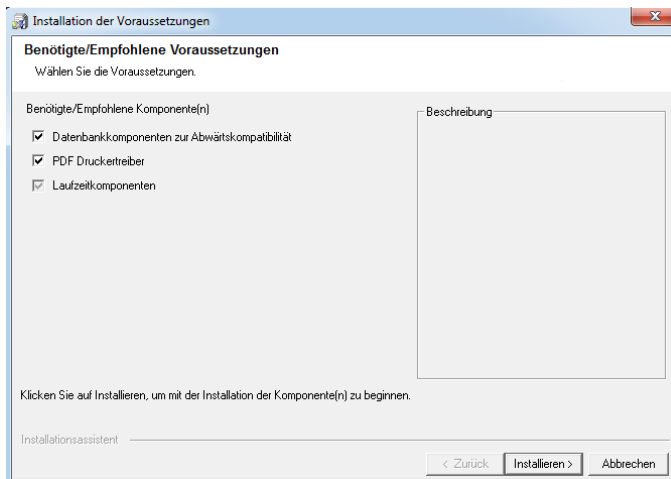 Installation der Voraussetzungen
Benötigte/Empfohlene Voraussetzungen
Wählen Sie die Voraussetzungen.
Benötigte/Empfohlene Komponente(n)
Beschreibung
Datenbankkomponenten zur Abwärtskompatibilität
PDF Druckertreiber
Laufzeitkomponenten
Klicken Sie auf Installieren, um mit der Installation der Komponente(n) zu beginnen.
Installationsassistent
< Zurück
Installieren >
Abbrechen